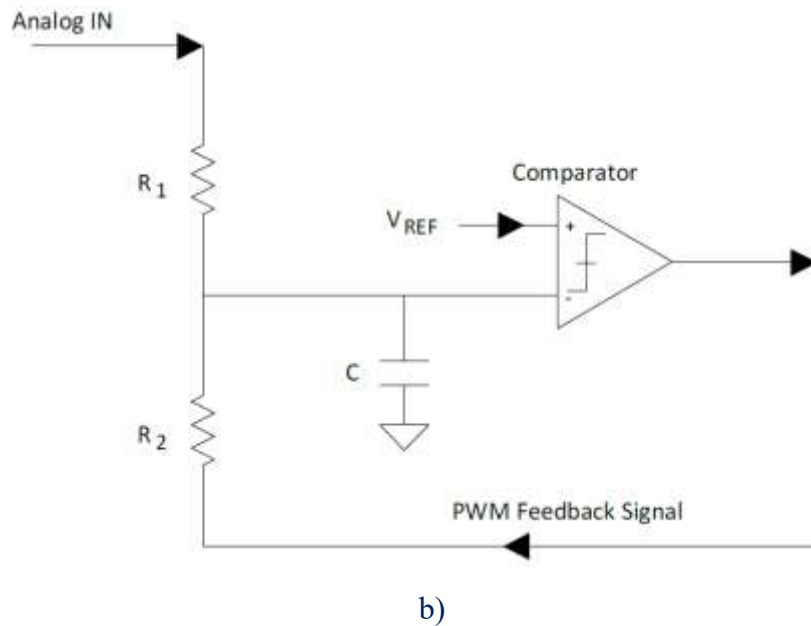 Analog IN
R1
Comparator
VREF
+
-
C
R2
PWM Feedback Signal
b)